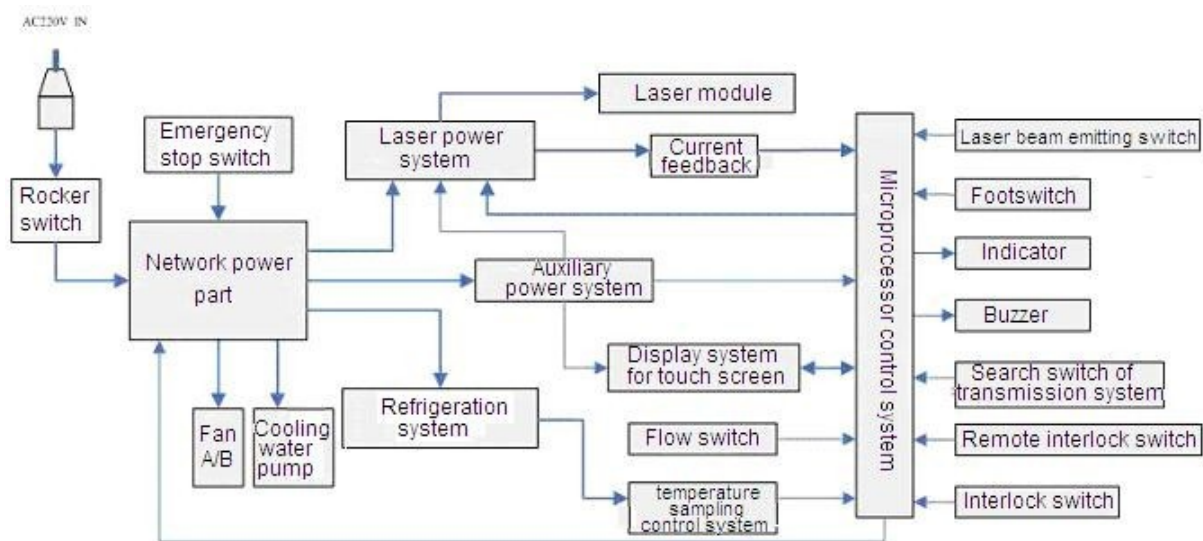 AC220V IN
Laser module
Emergency
stop switch
Laser power
system
Current
feedback
Laser beam emitting switch
Rocker
switch
Footswitch
Network power
part
Auxiliary
power system
Indicator
Buzzer
Microprocessor control system
Display system
for touch screen
Search switch of
transmission system
Refrigeration
system
Fan
A/B
Cooling
water
pump
Flow switch
Remote interlock switch
temperature
sampling
control system
Interlock switch